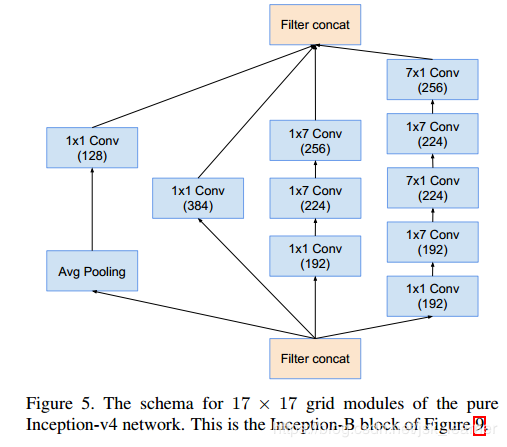 Filter concat
7x1 Conv
(256)
1x7 Conv
(256)
1x7 Conv
(224)
1x1 Conv
(128)
1x1 Conv
(384)
1x7 Conv
(224)
7x1 Conv
(224)
1x1 Conv
(192)
1x7 Conv
(192)
Avg Pooling
1x1 Conv
(192)
Filter concat
Figure 5. The schema for 17 × 17 grid modules of the pure
Inception-v4 network. This is the Inception-B block of Figure 9.